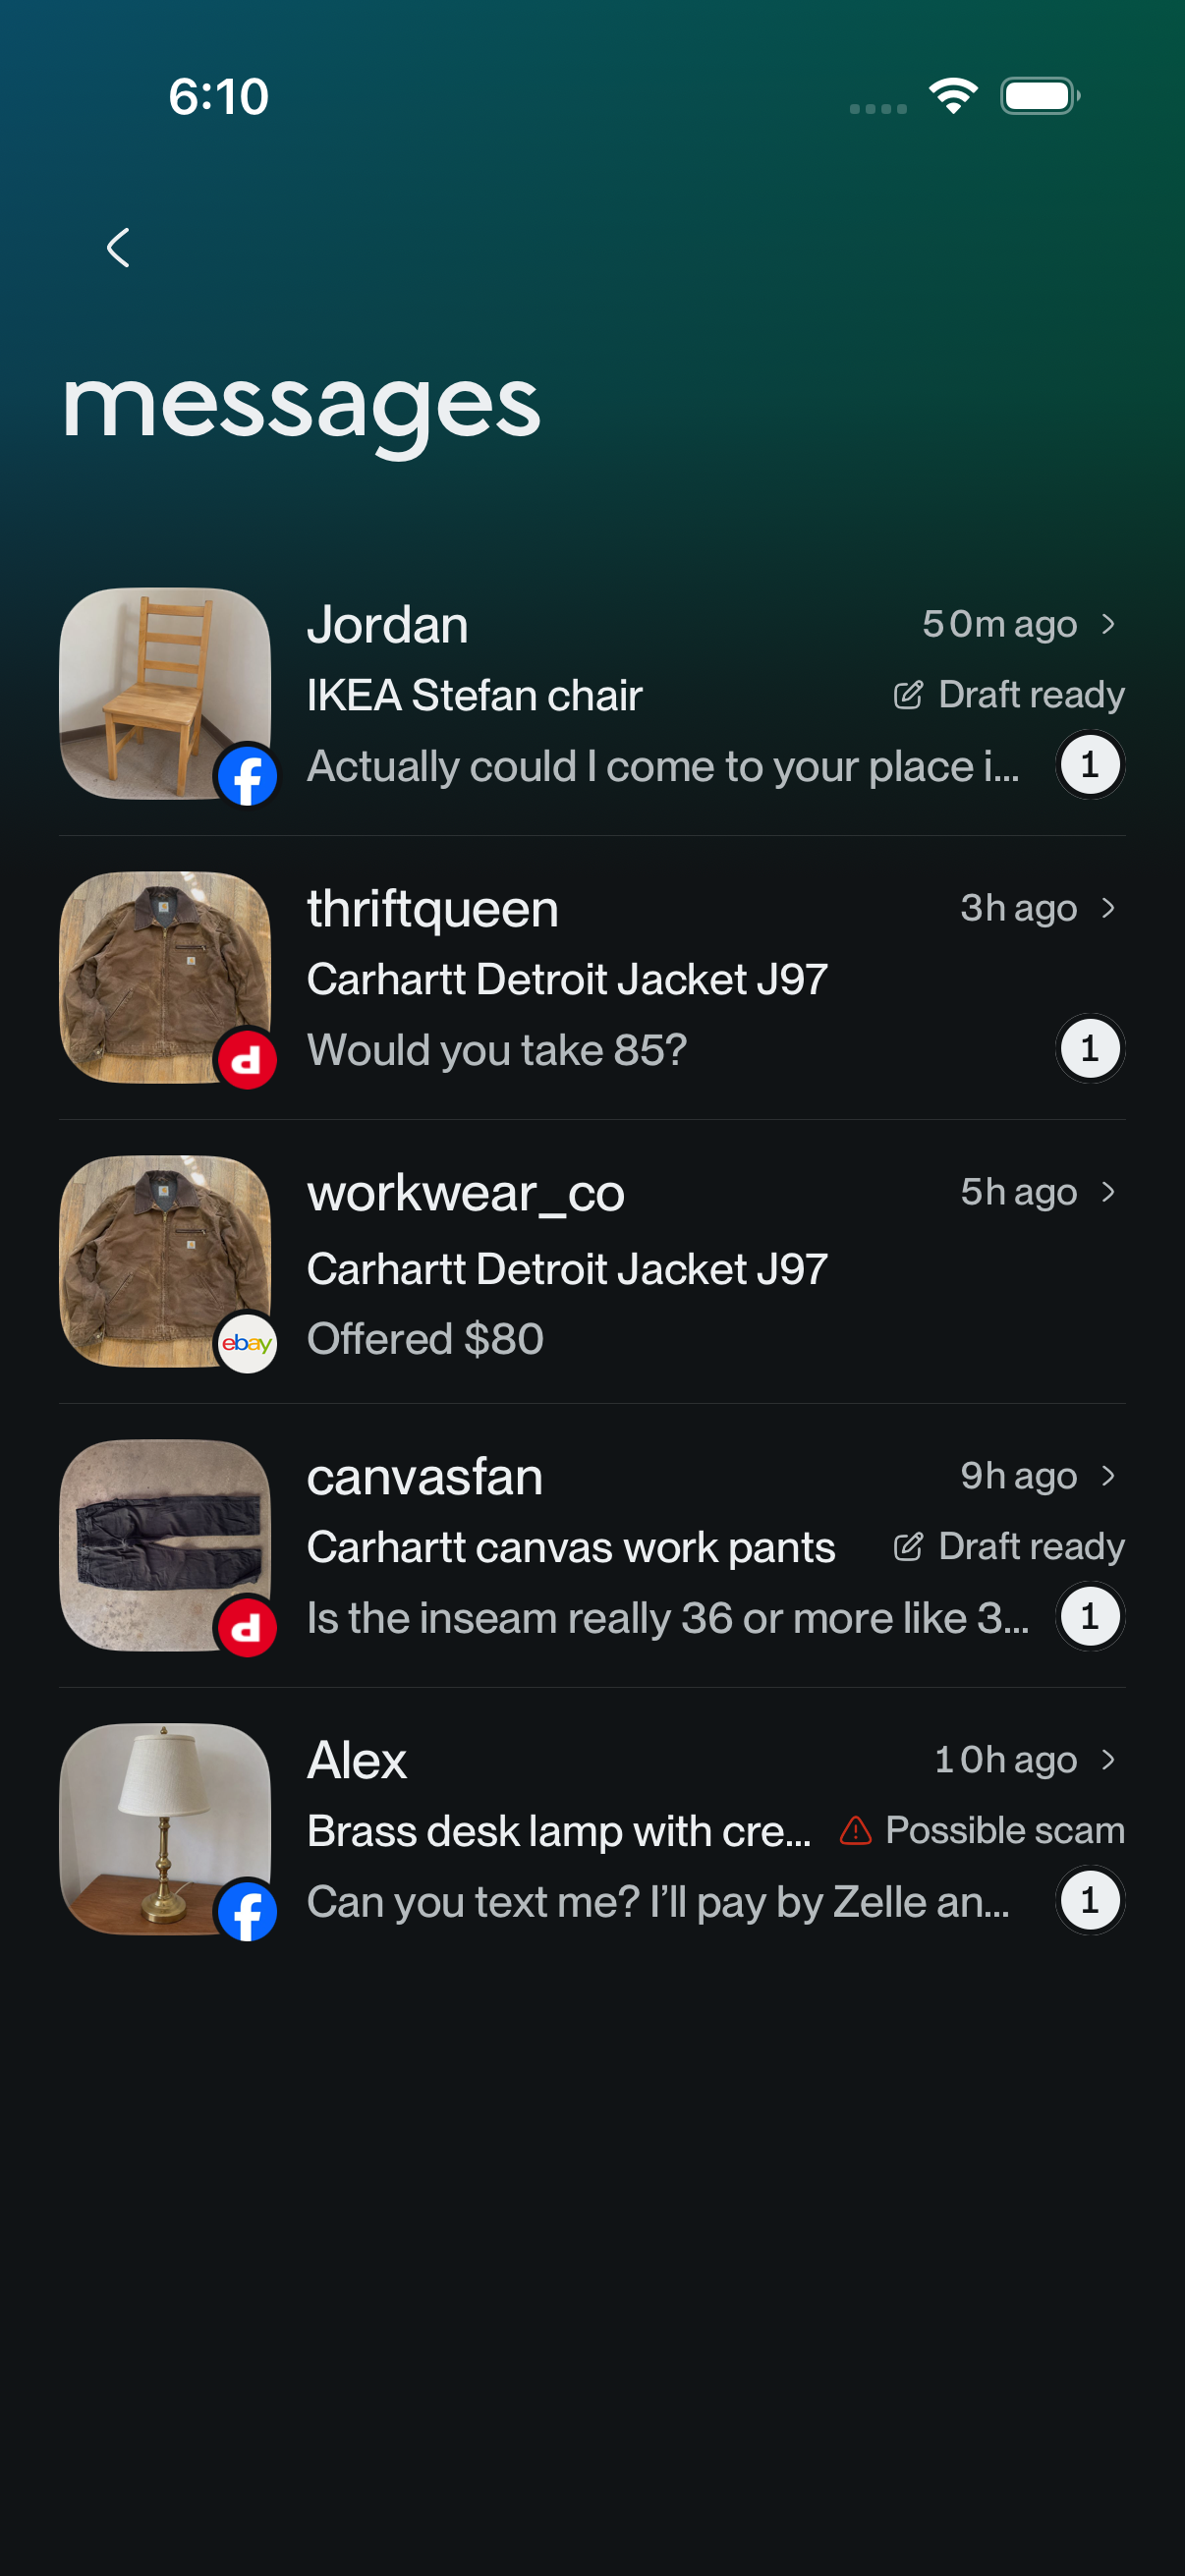 6:10
messages
Jordan
50m ago
IKEA Stefan chair
Draft ready
Actually could I come to your place i...
1
thriftqueen
3h ago
Carhartt Detroit Jacket J97
Would you take 85?
1
workwear_co
5h ago
Carhartt Detroit Jacket J97
Offered $80
ebay
canvasfan
9h ago
Carhartt canvas work pants
Draft ready
Is the inseam really 36 or more like 3...
1
Alex
10h ago
Brass desk lamp with cre...
Possible scam
Can you text me? I’ll pay by Zelle an...
1